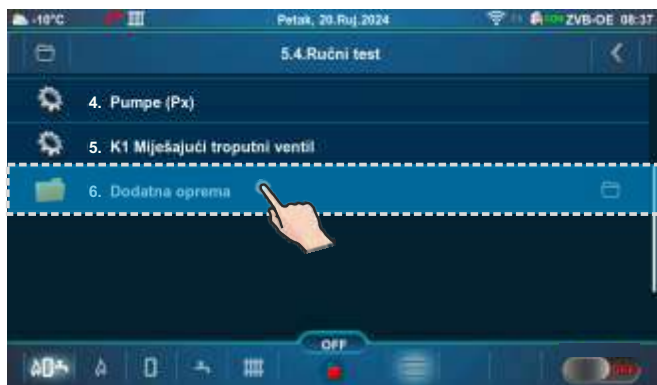 -10°C Petak, 20.Ruj.2024 ZVB-OE 08:37
5.4.Ručni test
4. Pumpe (Px)
5. K1 Miješajući troputni ventil
6. Dodatna oprema
OFF